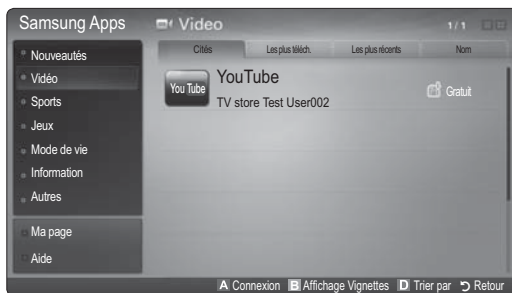 Samsung Apps
Video
1/1
Nouveautés
Vidéo
Sports
Jeux
Mode de vie
Information
Autres
Ma page
Aide
Cités
Les plus téléch.
Les plus récents
Nom
You Tube
YouTube
TV store Test User002
Gratuit
A Connexion B Affichage Vignettes D Trier par Retour